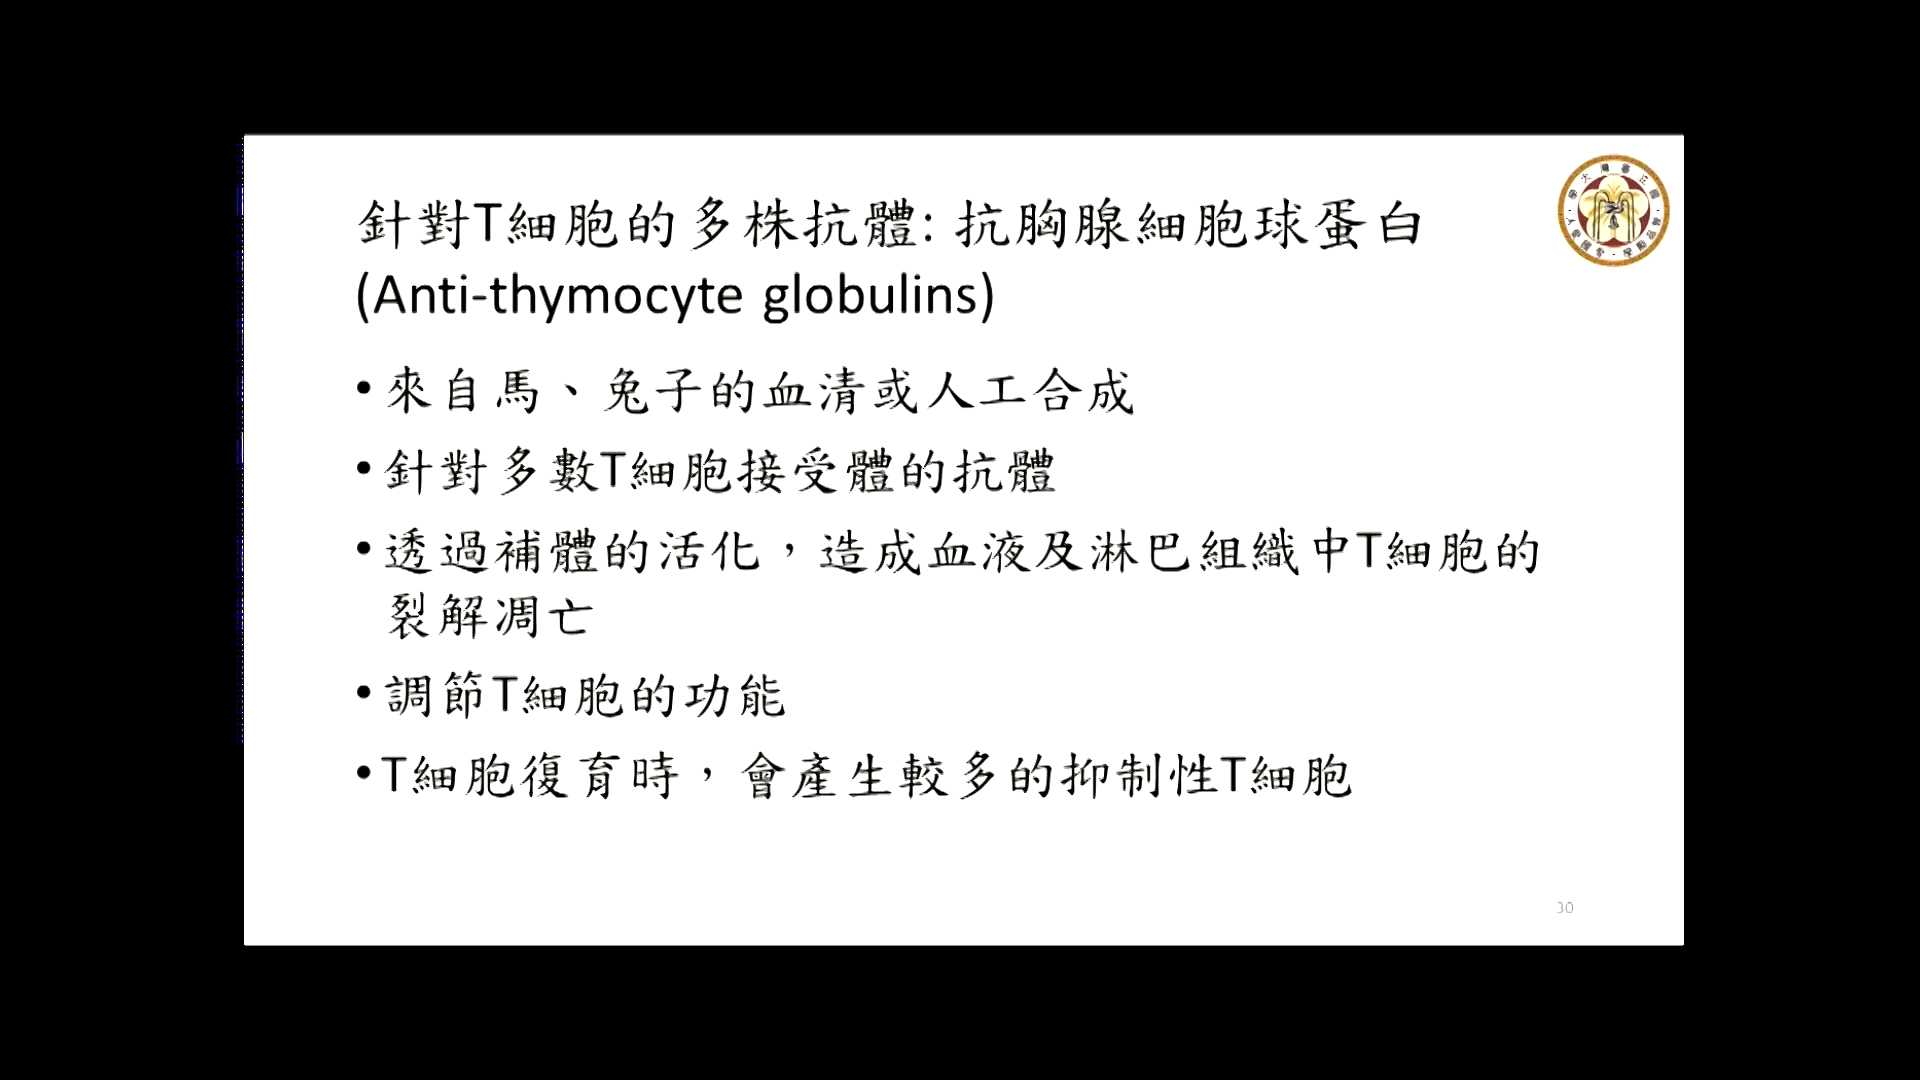 針對T細胞的多株抗體: 抗胸腺細胞球蛋白
(Anti-thymocyte globulins)
•來自馬、兔子的血清或人工合成
•針對多數T細胞接受體的抗體
•透過補體的活化，造成血液及淋巴組織中T細胞的
裂解凋亡
•調節T細胞的功能
•T細胞復育時，會產生較多的抑制性T細胞
30